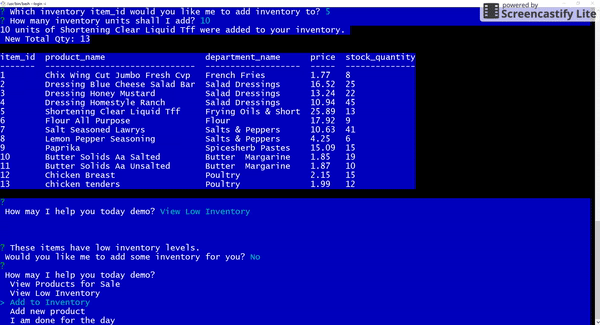 /usr/bin/bash --login -i
? Which inventory item_id would you like me to add inventory to? 5
? How many inventory units shall I add? 10
10 units of Shortening Clear Liquid Tff were added to your inventory.
New Total Qty: 13
powered by
Screencastify Lite
item_id product_name department_name price stock_quantity
1 Chix Wing Cut Jumbo Fresh Cvp French Fries 1.77 8
2 Dressing Blue Cheese Salad Bar Salad Dressings 16.52 25
3 Dressing Honey Mustard Salad Dressings 13.24 22
4 Dressing Homestyle Ranch Salad Dressings 10.94 45
5 Shortening Clear Liquid Tff Frying Oils & Short 25.89 13
6 Flour All Purpose Flour 17.92 9
7 Salt Seasoned Lawrys Salts & Peppers 10.63 41
8 Lemon Pepper Seasoning Salts & Peppers 4.25 6
9 Paprika Spicesherb Pastes 15.09 15
10 Butter Solids Aa Salted Butter Margarine 1.85 19
11 Butter Solids Aa Unsalted Butter Margarine 1.87 10
12 Chicken Breast Poultry 2.15 15
13 chicken tenders Poultry 1.99 12
?
How may I help you today demo? View Low Inventory
? These items have low inventory levels.
Would you like me to add some inventory for you? No
?
How may I help you today demo?
View Products for Sale
View Low Inventory
> Add to Inventory
Add new product
I am done for the day